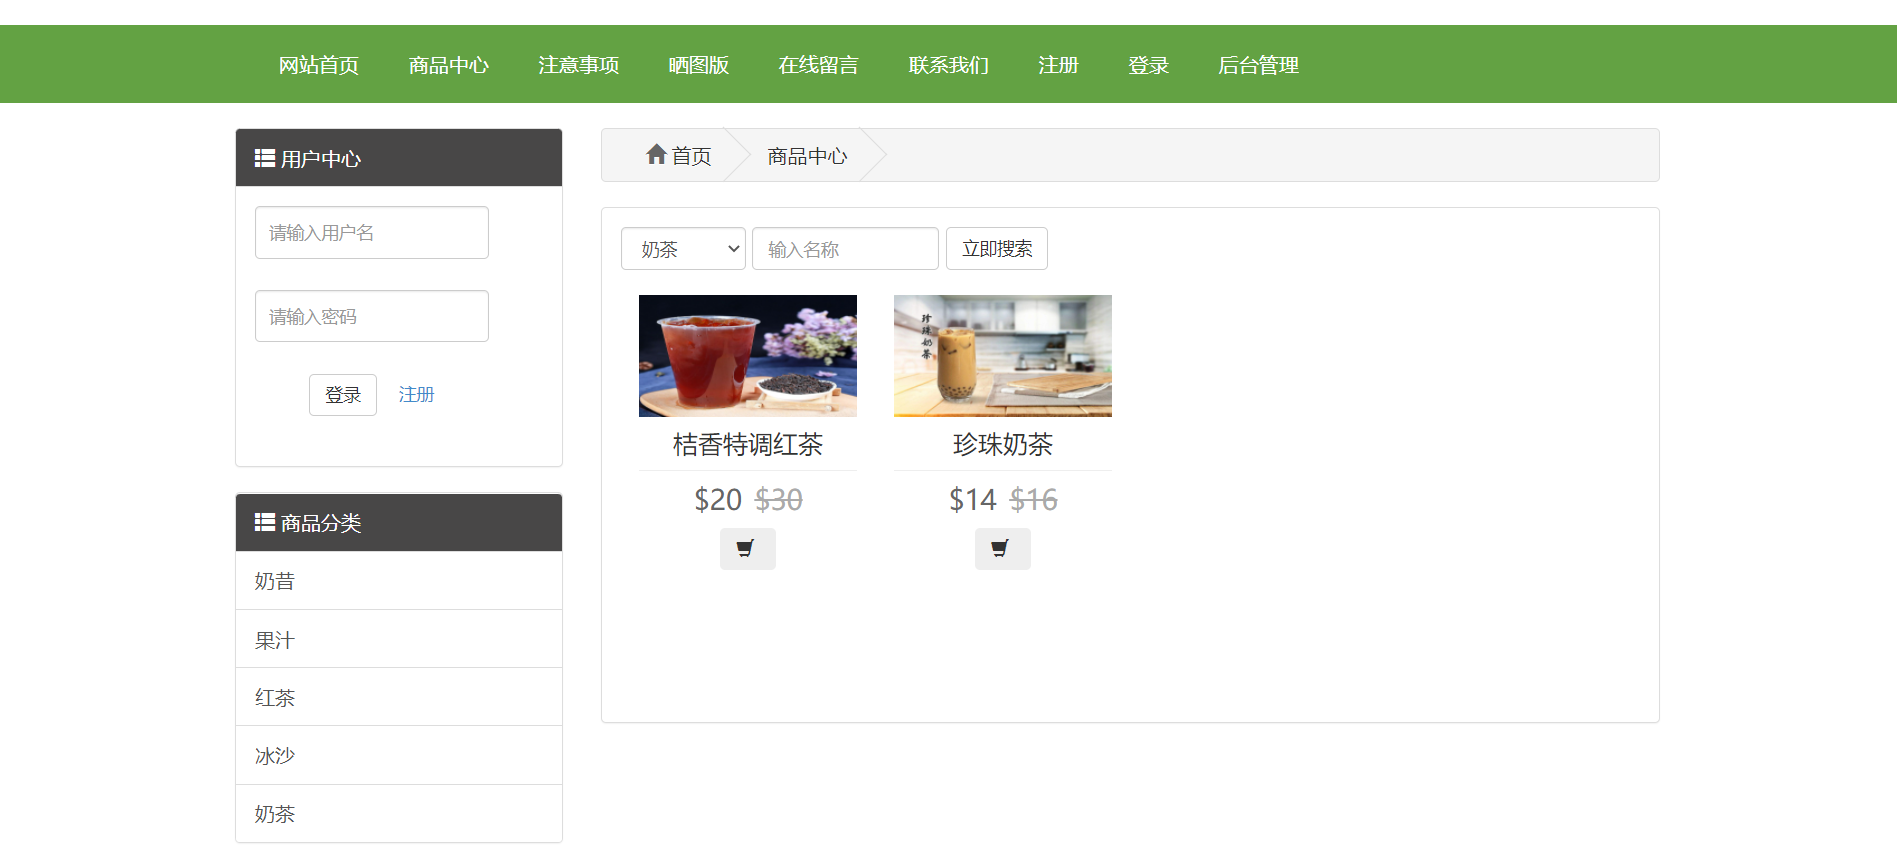 网站首页 商品中心 注意事项 晒图版 在线留言 联系我们 注册 登录 后台管理
用户中心
请输入用户名
请输入密码
登录 注册
商品分类
奶昔
果汁
红茶
冰沙
奶茶
首页 商品中心
奶茶 输入名称 立即搜索
珍珠奶茶
桔香特调红茶 珍珠奶茶
$20 $30 $14 $16